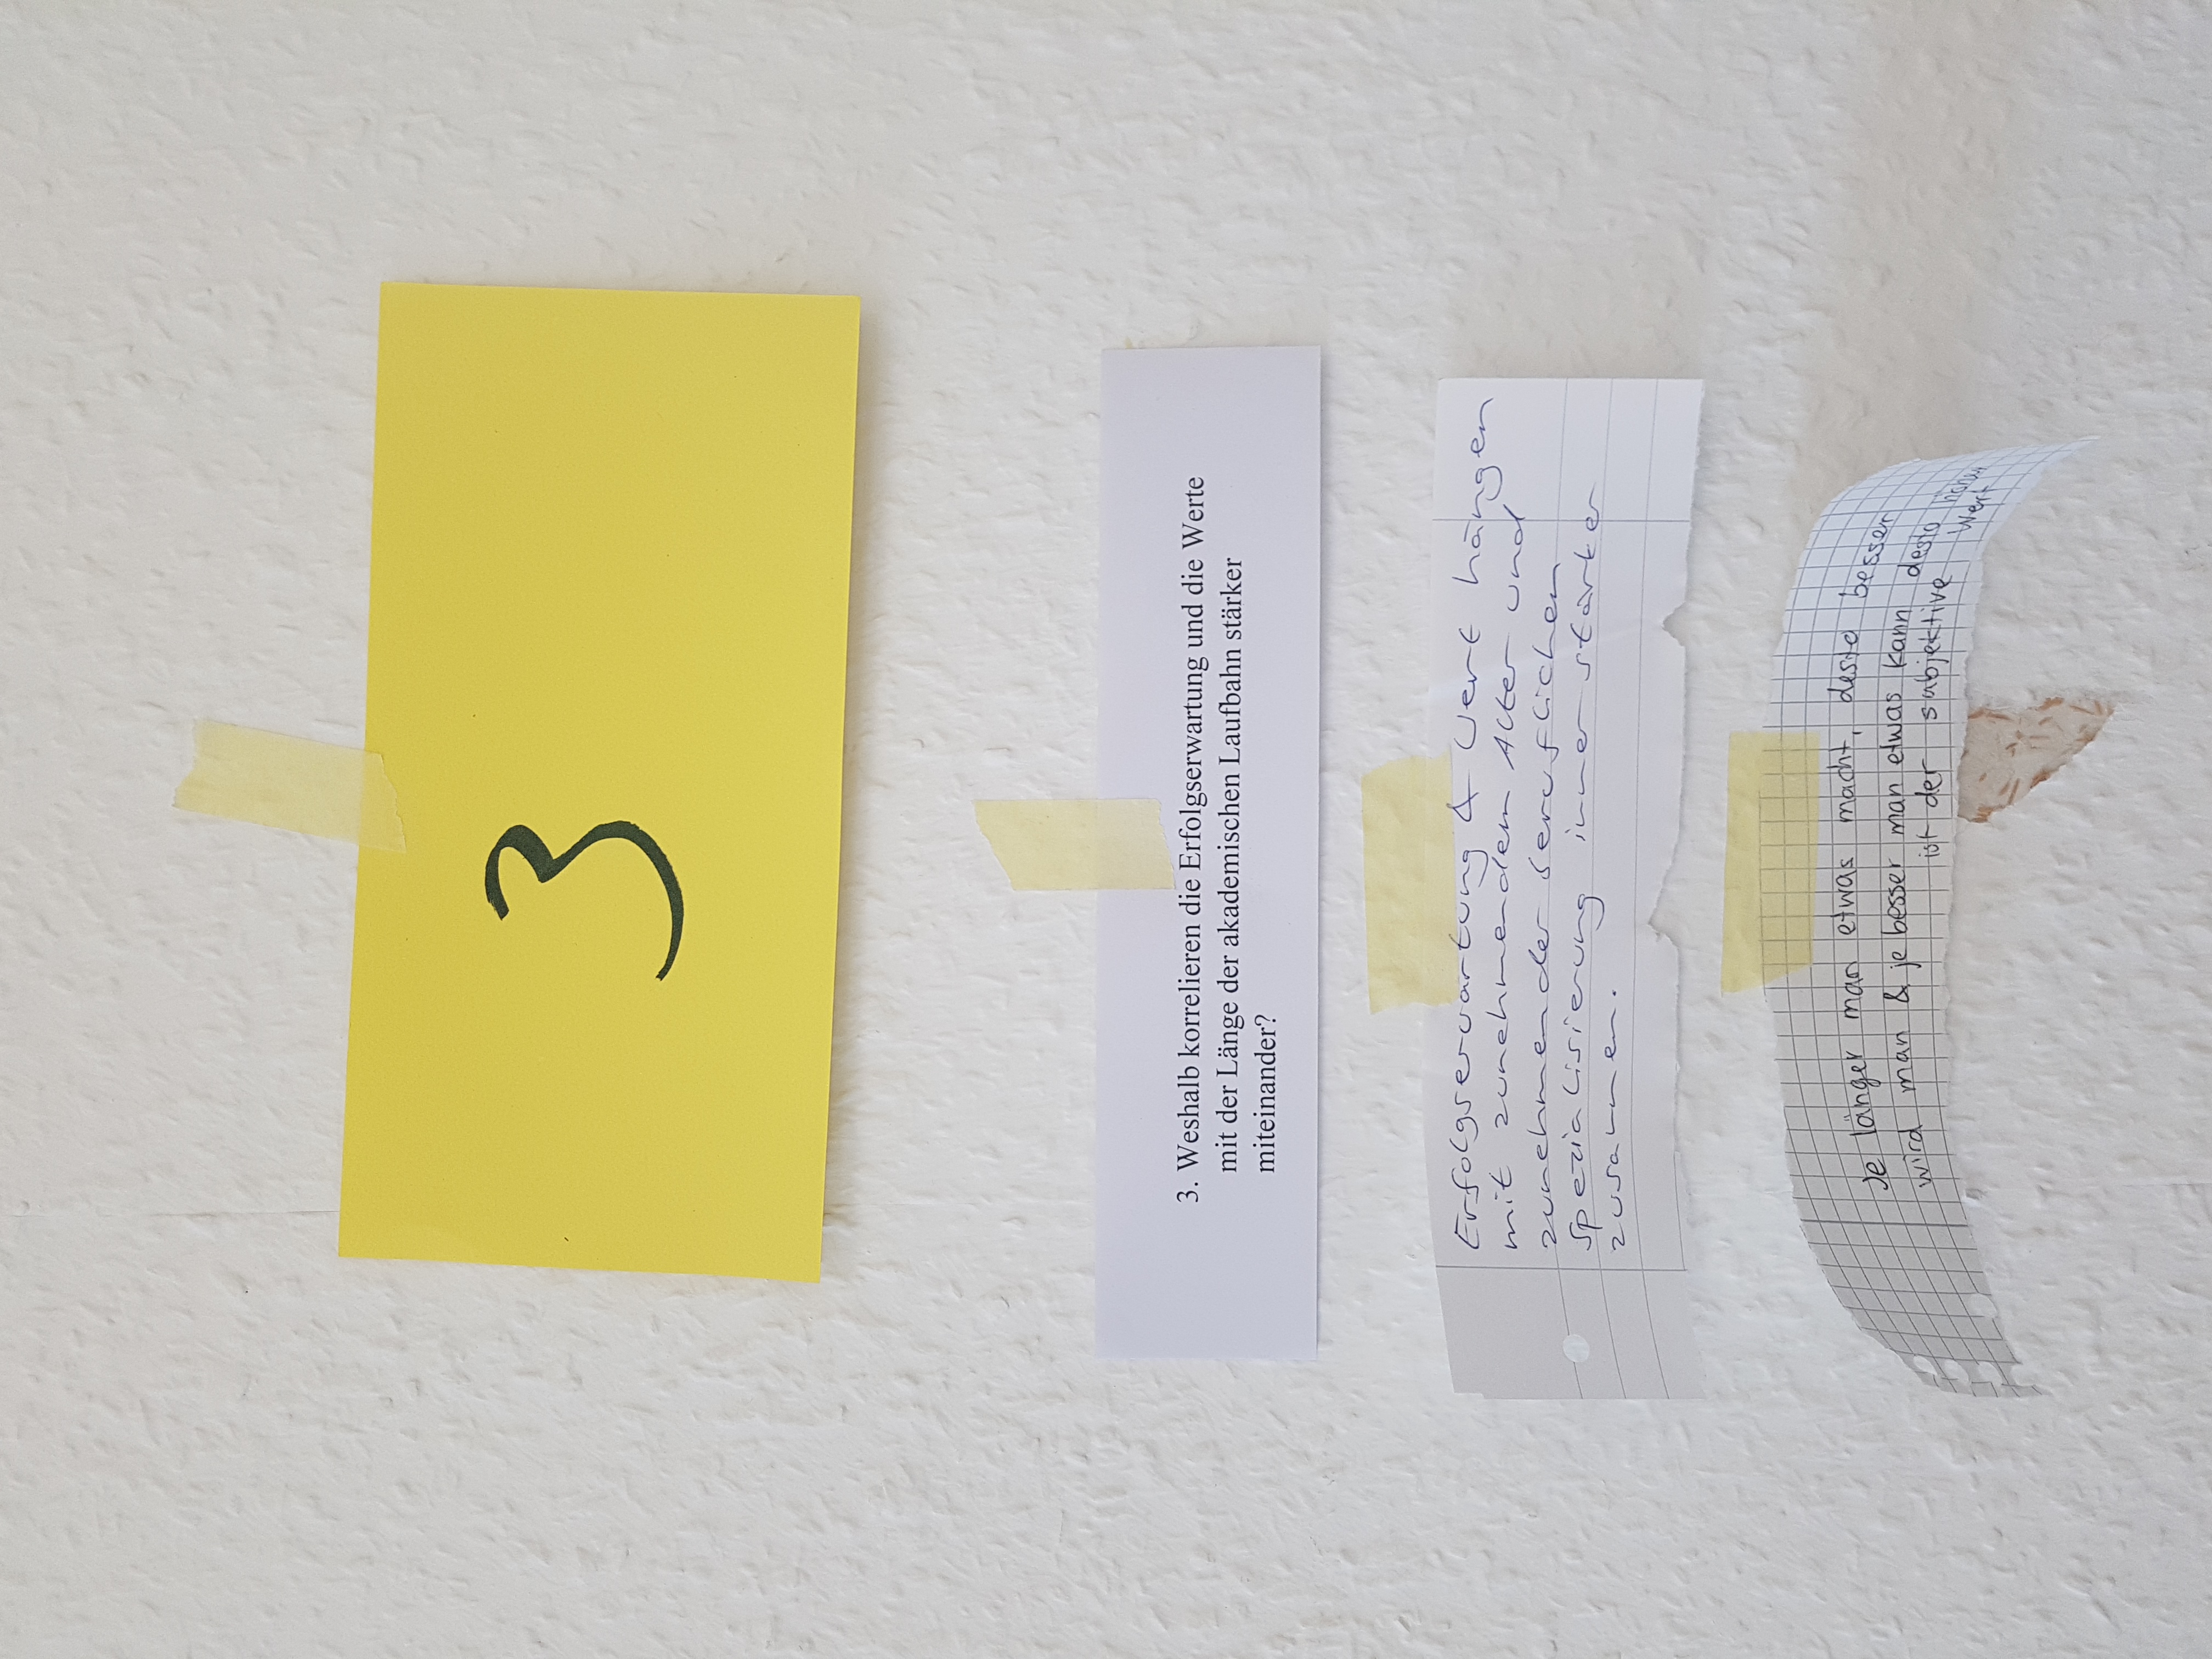 3
3. Weshalb korrelieren die Erfolgserwartung und die Werte
mit der Länge der akademischen Laufbahn stärker
miteinander?
Erfolgserwartung & Wert hängen
mit zunehmendem Alter und
zunehmender beruflichen
Spezialisierung immer stärker
zusammen.
Je länger man etwas macht, desto besser
wird man & je besser man etwas kann desto höher
ist der subjektive Wert